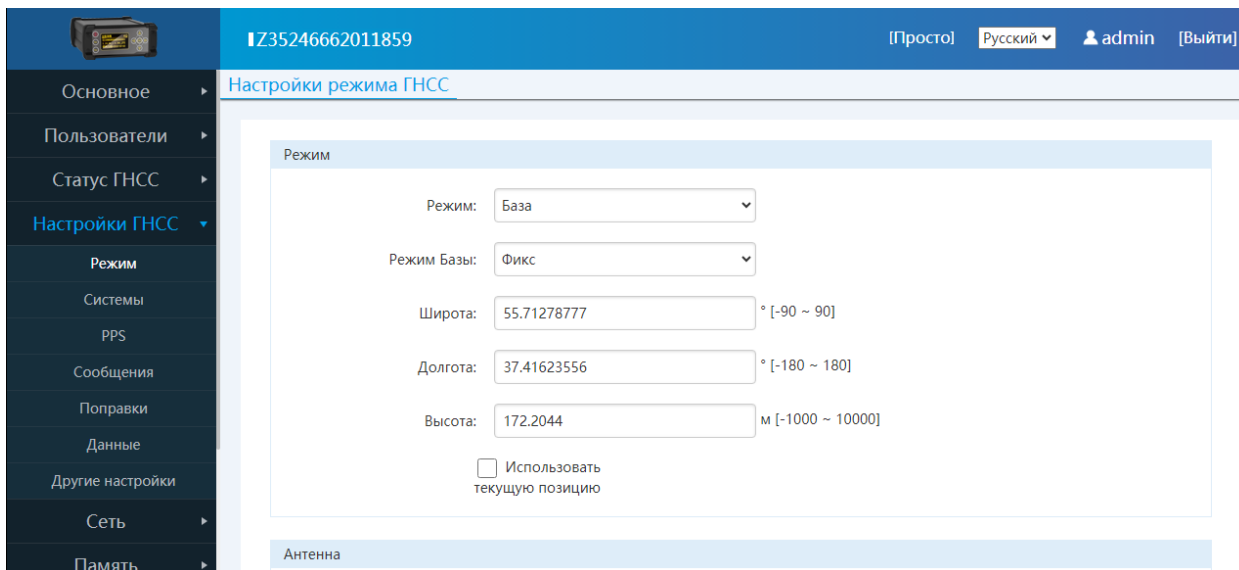 IZ35246662011859
[Просто]
Русский
admin
[Выйти]
Настройки режима ГНСС
Основное
Пользователи
Статус ГНСС
Настройки ГНСС
Режим
Системы
PPS
Сообщения
Поправки
Данные
Другие настройки
Сеть
Память
Режим
Режим: База
Режим Базы: Фикс
Широта: 55.71278777 ° [-90 ~ 90]
Долгота: 37.41623556 ° [-180 ~ 180]
Высота: 172.2044 м [-1000 ~ 10000]
Использовать
текущую позицию
Антенна